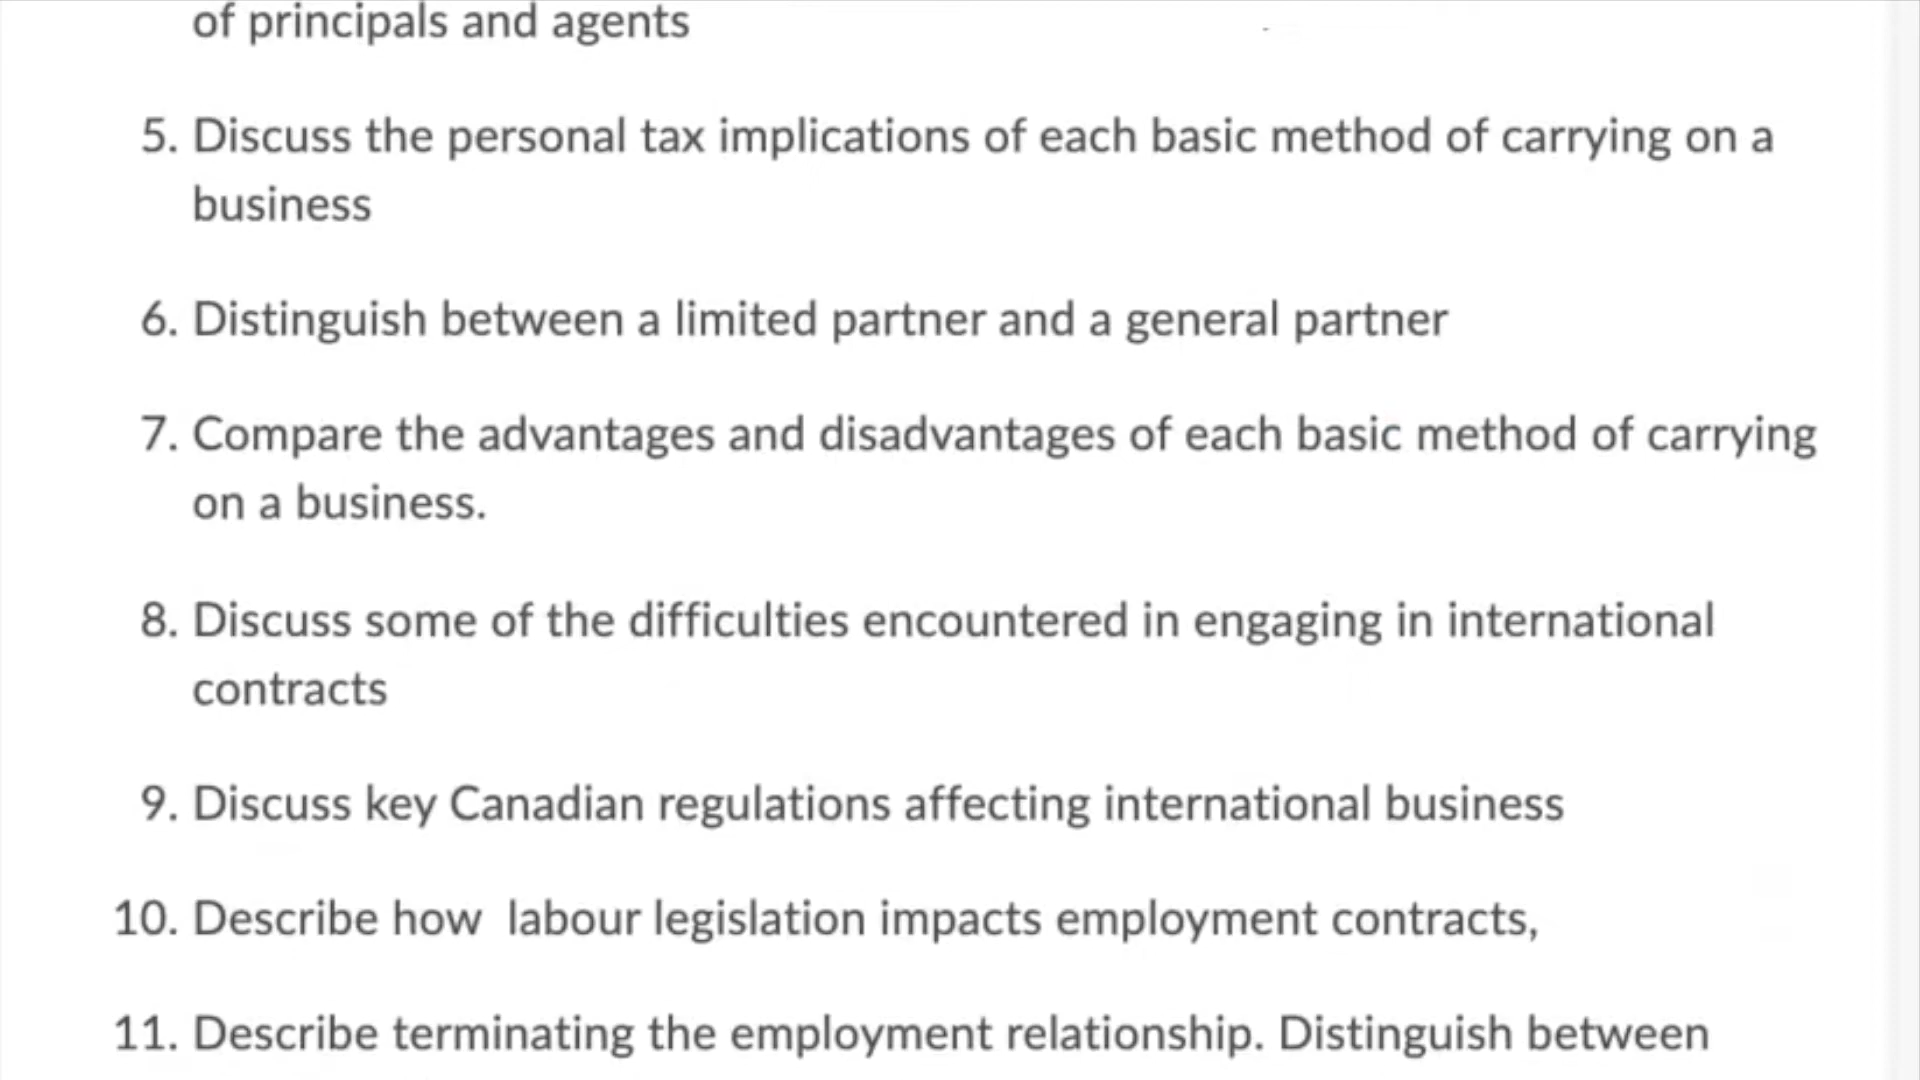 of principals and agents
5. Discuss the personal tax implications of each basic method of carrying on a
business
6. Distinguish between a limited partner and a general partner
7. Compare the advantages and disadvantages of each basic method of carrying
on a business.
8. Discuss some of the difficulties encountered in engaging in international
contracts
9. Discuss key Canadian regulations affecting international business
10. Describe how  labour legislation impacts employment contracts,
11. Describe terminating the employment relationship. Distinguish between